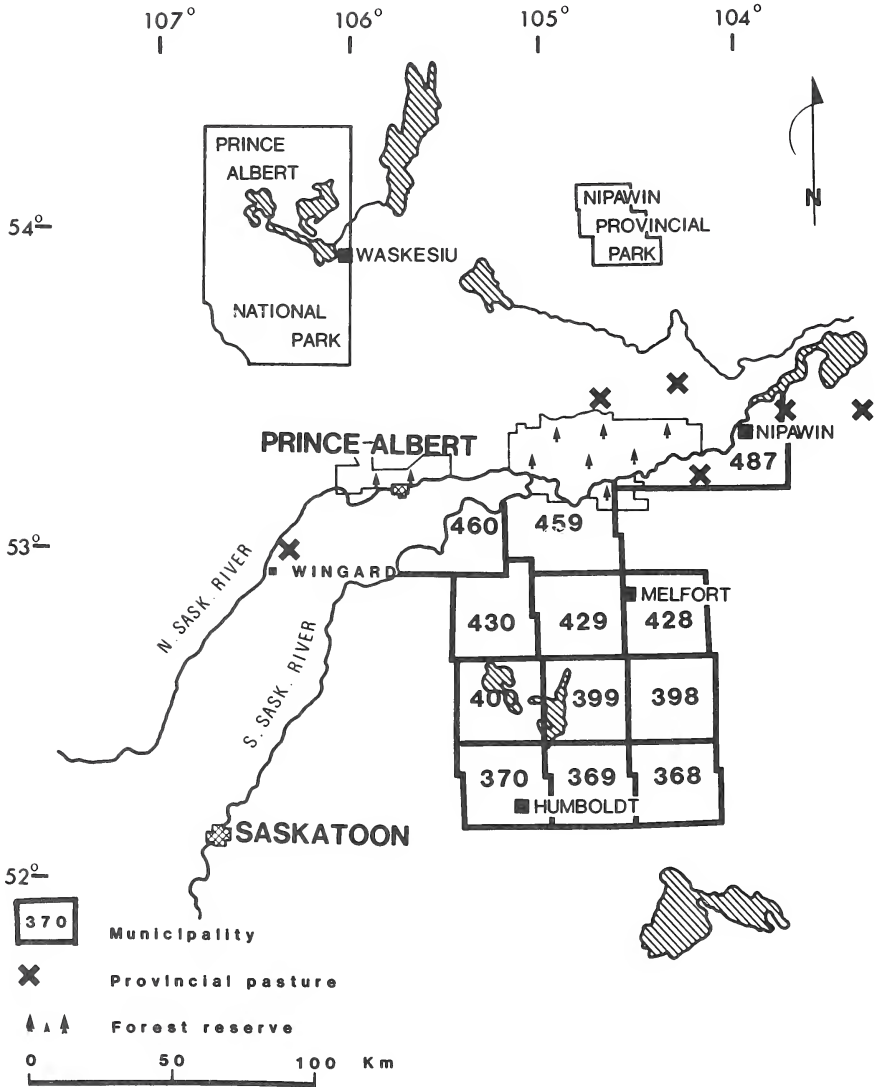 107° 106° 105° 104°
PRINCE
ALBERT
NIPAWIN
N
54°
PROVINCIAL
PARK
WASKESIU
NATIONAL
PARK
PRINCE ALBERT
NIPAWIN
487
460
459
53°
WINGARD
MELFORT
430
429
428
N. SASK. RIVER
S. SASK. RIVER
400
399
398
370
369
368
HUMBOLDT
SASKATOON
52°
370
Municipality
Provincial pasture
Forest reserve
0 50 100 Km